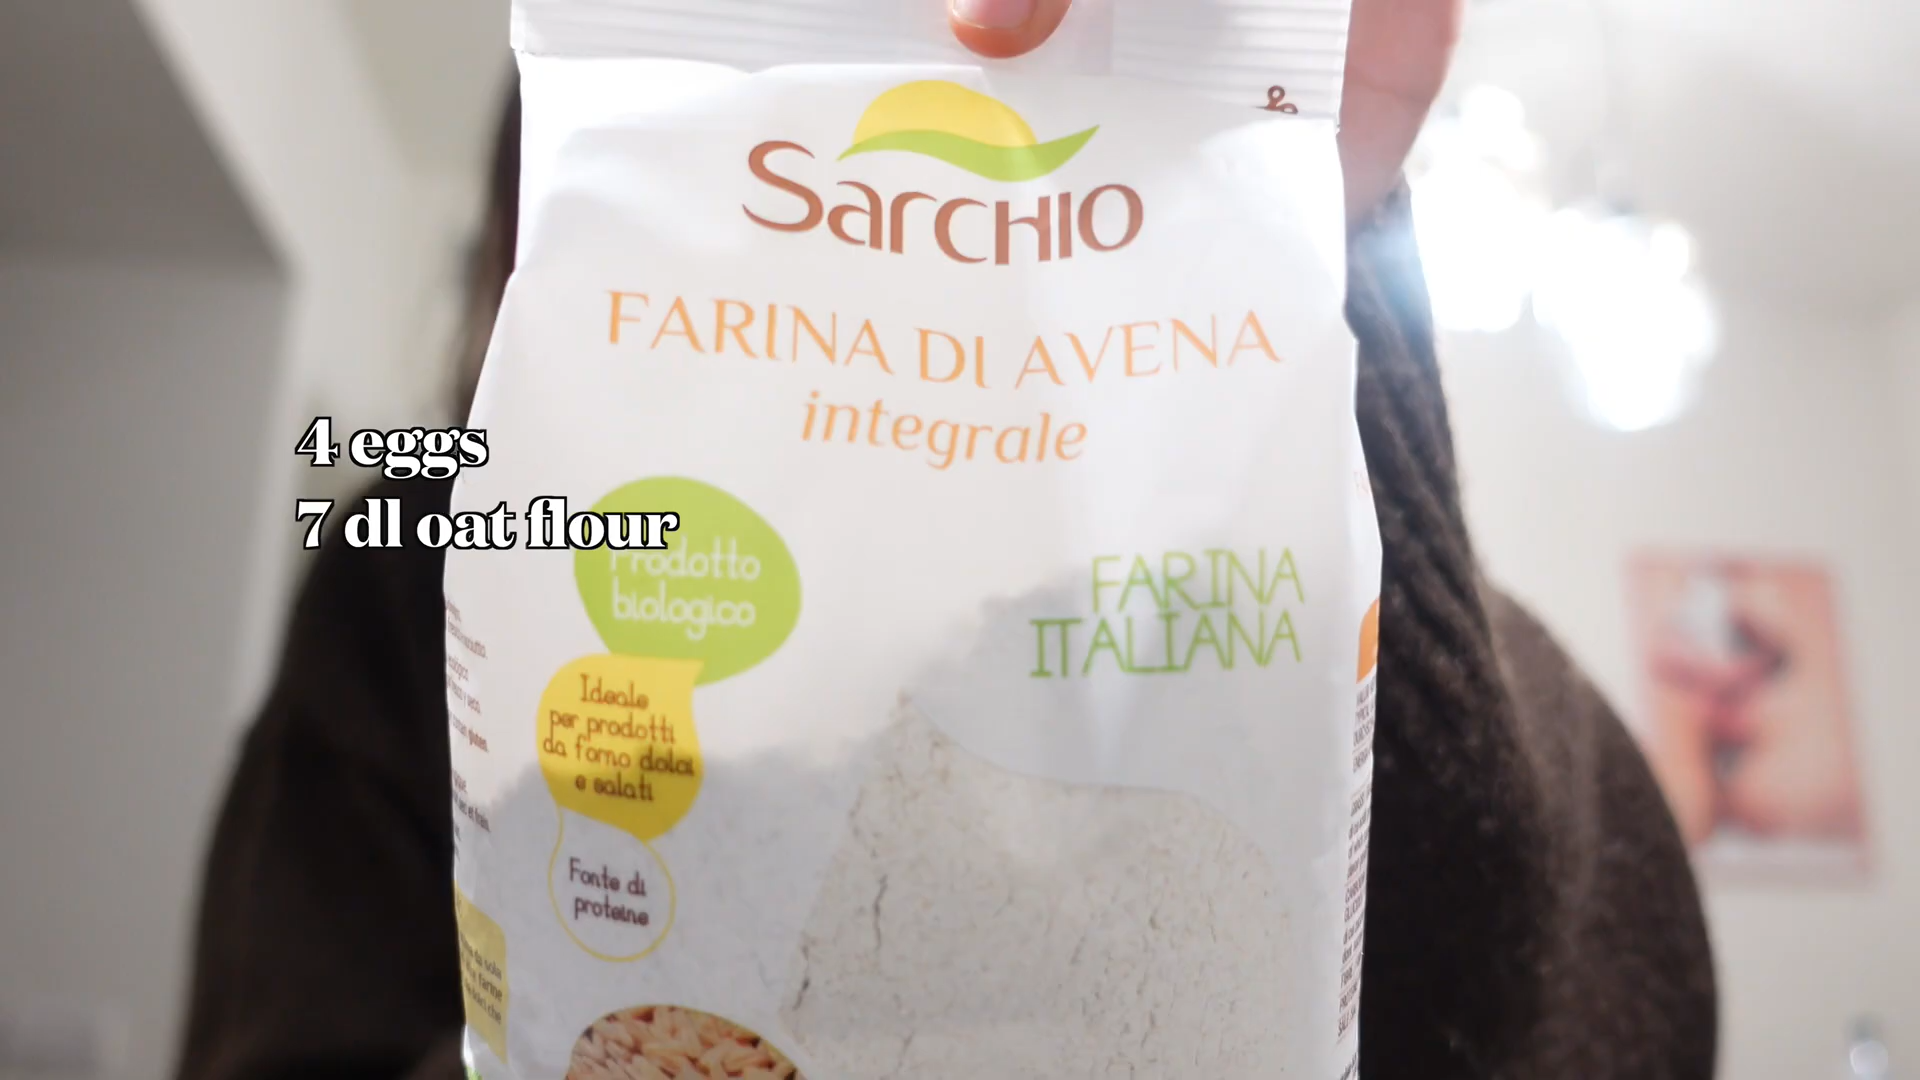 Sarchio
FARINA DI AVENA
integrale
4 eggs
7 dl oat flour
Prodotto
biologico
FARINA
ITALIANA
Ideale
per prodotti
da forno dolci
e salati
Fonte di
proteine